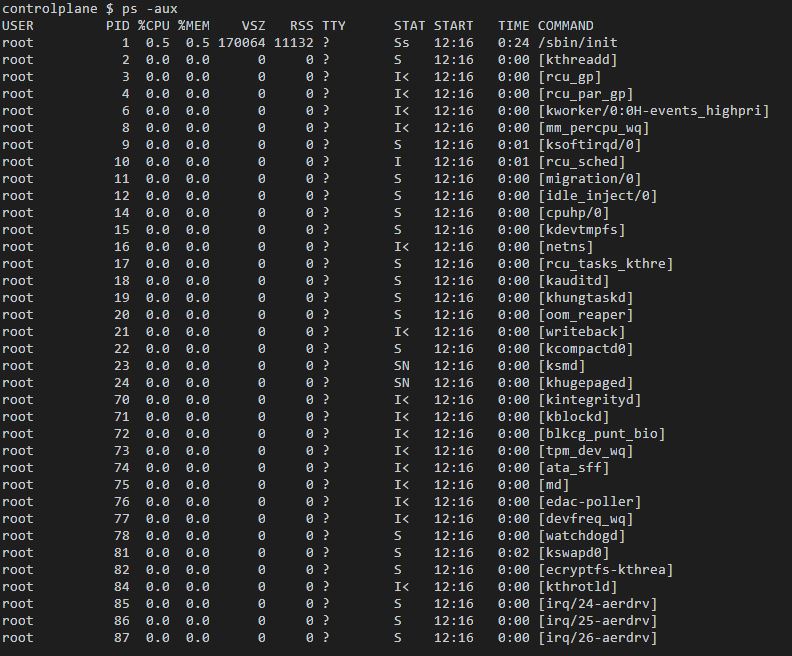 controlplane $ ps -aux
USER         PID %CPU %MEM    VSZ   RSS TTY      STAT START   TIME COMMAND
root           1  0.5  0.5 170064 11132 ?        Ss   12:16   0:24 /sbin/init
root           2  0.0  0.0      0     0 ?        S    12:16   0:00 [kthreadd]
root           3  0.0  0.0      0     0 ?        I<   12:16   0:00 [rcu_gp]
root           4  0.0  0.0      0     0 ?        I<   12:16   0:00 [rcu_par_gp]
root           6  0.0  0.0      0     0 ?        I<   12:16   0:00 [kworker/0:0H-events_highpri]
root           8  0.0  0.0      0     0 ?        I<   12:16   0:00 [mm_percpu_wq]
root           9  0.0  0.0      0     0 ?        S    12:16   0:01 [ksoftirqd/0]
root          10  0.0  0.0      0     0 ?        I    12:16   0:01 [rcu_sched]
root          11  0.0  0.0      0     0 ?        S    12:16   0:00 [migration/0]
root          12  0.0  0.0      0     0 ?        S    12:16   0:00 [idle_inject/0]
root          14  0.0  0.0      0     0 ?        S    12:16   0:00 [cpuhp/0]
root          15  0.0  0.0      0     0 ?        S    12:16   0:00 [kdevtmpfs]
root          16  0.0  0.0      0     0 ?        I<   12:16   0:00 [netns]
root          17  0.0  0.0      0     0 ?        S    12:16   0:00 [rcu_tasks_kthre]
root          18  0.0  0.0      0     0 ?        S    12:16   0:00 [kauditd]
root          19  0.0  0.0      0     0 ?        S    12:16   0:00 [khungtaskd]
root          20  0.0  0.0      0     0 ?        S    12:16   0:00 [oom_reaper]
root          21  0.0  0.0      0     0 ?        I<   12:16   0:00 [writeback]
root          22  0.0  0.0      0     0 ?        S    12:16   0:00 [kcompactd0]
root          23  0.0  0.0      0     0 ?        SN   12:16   0:00 [ksmd]
root          24  0.0  0.0      0     0 ?        SN   12:16   0:00 [khugepaged]
root          70  0.0  0.0      0     0 ?        I<   12:16   0:00 [kintegrityd]
root          71  0.0  0.0      0     0 ?        I<   12:16   0:00 [kblockd]
root          72  0.0  0.0      0     0 ?        I<   12:16   0:00 [blkcg_punt_bio]
root          73  0.0  0.0      0     0 ?        I<   12:16   0:00 [tpm_dev_wq]
root          74  0.0  0.0      0     0 ?        I<   12:16   0:00 [ata_sff]
root          75  0.0  0.0      0     0 ?        I<   12:16   0:00 [md]
root          76  0.0  0.0      0     0 ?        I<   12:16   0:00 [edac-poller]
root          77  0.0  0.0      0     0 ?        I<   12:16   0:00 [devfreq_wq]
root          78  0.0  0.0      0     0 ?        S    12:16   0:00 [watchdogd]
root          81  0.0  0.0      0     0 ?        S    12:16   0:02 [kswapd0]
root          82  0.0  0.0      0     0 ?        S    12:16   0:00 [ecryptfs-kthrea]
root          84  0.0  0.0      0     0 ?        I<   12:16   0:00 [kthrotld]
root          85  0.0  0.0      0     0 ?        S    12:16   0:00 [irq/24-aerdrv]
root          86  0.0  0.0      0     0 ?        S    12:16   0:00 [irq/25-aerdrv]
root          87  0.0  0.0      0     0 ?        S    12:16   0:00 [irq/26-aerdrv]